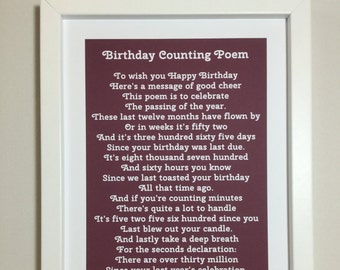 Birthday Counting Poem
To wish you Happy Birthday
Here's a message of good cheer
This poem is to celebrate
The passing of the year.
These last twelve months have flown by
Or in weeks it's fifty two
And it's three hundred sixty five days
Since your birthday was last due.
It's eight thousand seven hundred
And sixty hours you know
Since we last toasted your birthday
All that time ago.
And if you're counting minutes
There's quite a lot to handle
It's five two five six hundred since you
Last blew out your candle.
And lastly take a deep breath
For the seconds declaration:
There are over thirty million
Since your last year's celebration